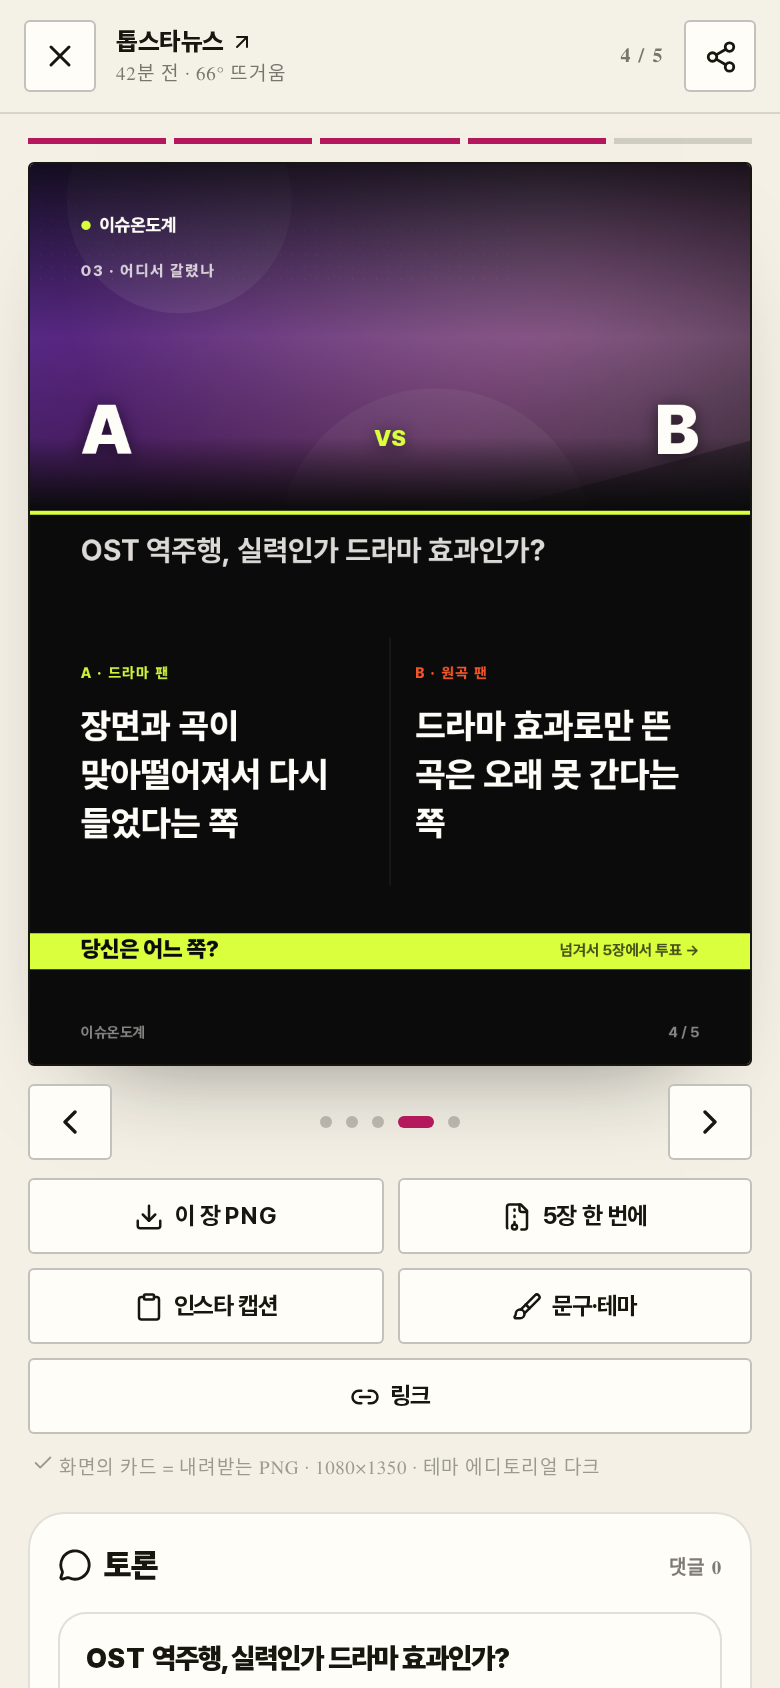 톱스타뉴스
42분 전 · 66° 뜨거움
4 / 5
이슈온도계
03 · 어디서 갈렸나
A vs B
OST 역주행, 실력인가 드라마 효과인가?
A · 드라마 팬
장면과 곡이
맞아떨어져서 다시
들었다는 쪽
B · 원곡 팬
드라마 효과로만 뜬
곡은 오래 못 간다는
쪽
당신은 어느 쪽?
넘겨서 5장에서 투표 →
이슈온도계
4 / 5
이 장 PNG
5장 한 번에
인스타 캡션
문구·테마
링크
화면의 카드 = 내려받는 PNG · 1080×1350 · 테마 에디토리얼 다크
토론
댓글 0
OST 역주행, 실력인가 드라마 효과인가?